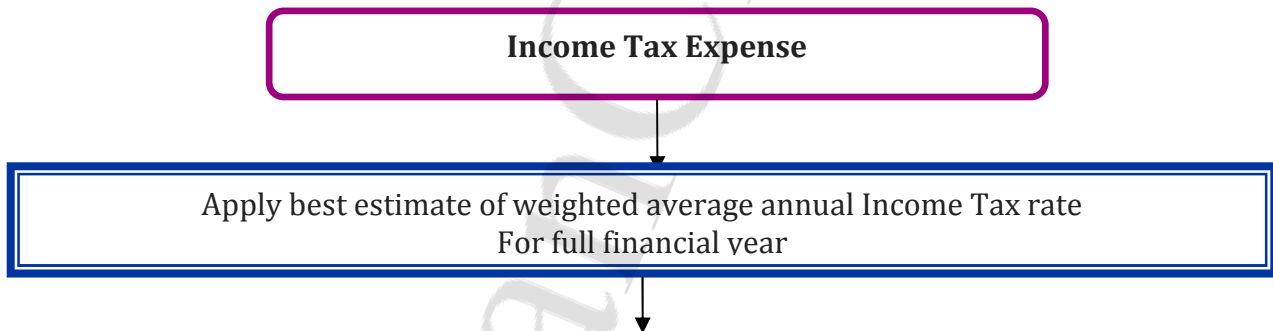 Income Tax Expense
Apply best estimate of weighted average annual Income Tax rate
For full financial year